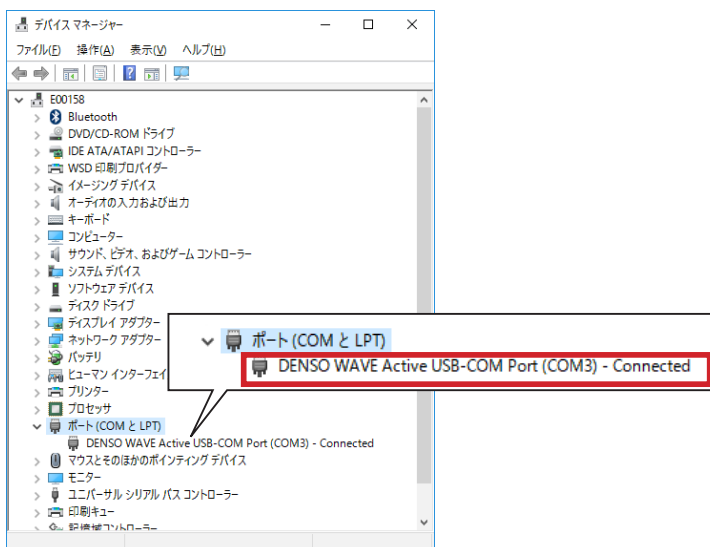 デバイス マネージャー
ファイル(F) 操作(A) 表示(V) ヘルプ(H)
E00158
Bluetooth
DVD/CD-ROM ドライブ
IDE ATA/ATAPI コントローラー
WSD 印刷プロバイダー
イメージング デバイス
オーディオの入力および出力
キーボード
コンピューター
サウンド、ビデオ、およびゲーム コントローラー
システム デバイス
ソフトウェア デバイス
ディスク ドライブ
ディスプレイ アダプター
ネットワーク アダプター
バッテリ
ヒューマン インターフェイ
プリンター
プロセッサ
ポート (COM と LPT)
DENSO WAVE Active USB-COM Port (COM3) - Connected
マウスとそのほかのポインティング デバイス
モニター
ユニバーサル シリアル バス コントローラー
印刷キュー
記憶域コントローラー
ポート (COM と LPT)
DENSO WAVE Active USB-COM Port (COM3) - Connected